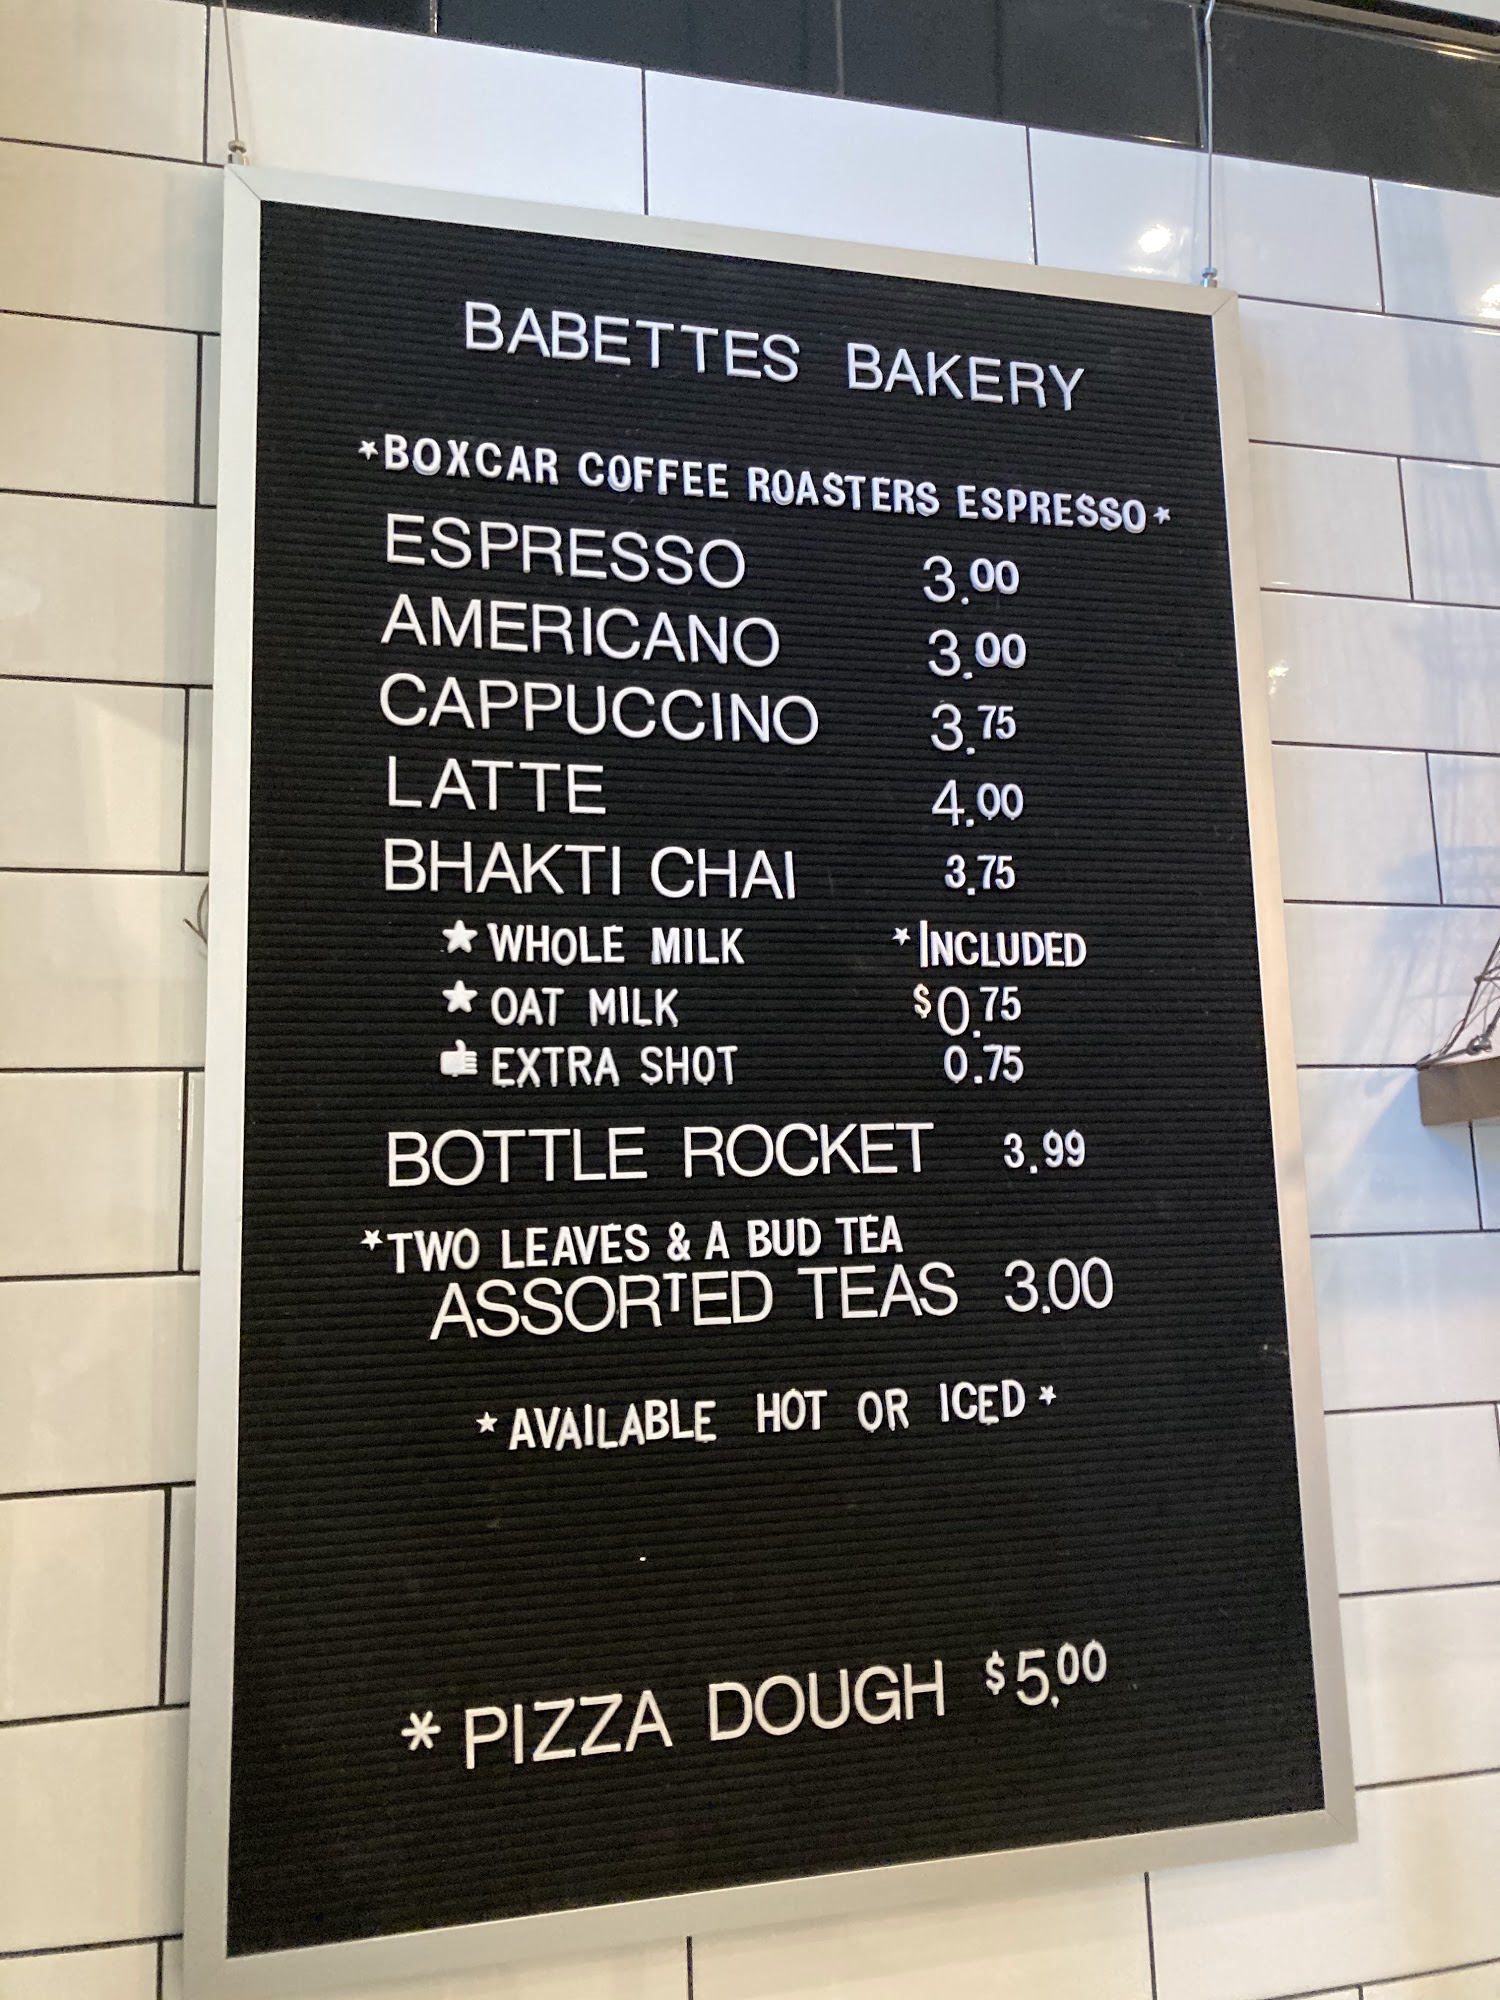 BABETTES BAKERY
*BOXCAR COFFEE ROASTERS ESPRESSO*
ESPRESSO 3.00
AMERICANO 3.00
CAPPUCCINO 3.75
LATTE 4.00
BHAKTI CHAI 3.75
★ WHOLE MILK *INCLUDED
★ OAT MILK $0.75
👍 EXTRA SHOT 0.75
BOTTLE ROCKET 3.99
*TWO LEAVES & A BUD TEA
ASSORTED TEAS 3.00
*AVAILABLE HOT OR ICED*
* PIZZA DOUGH $5.00